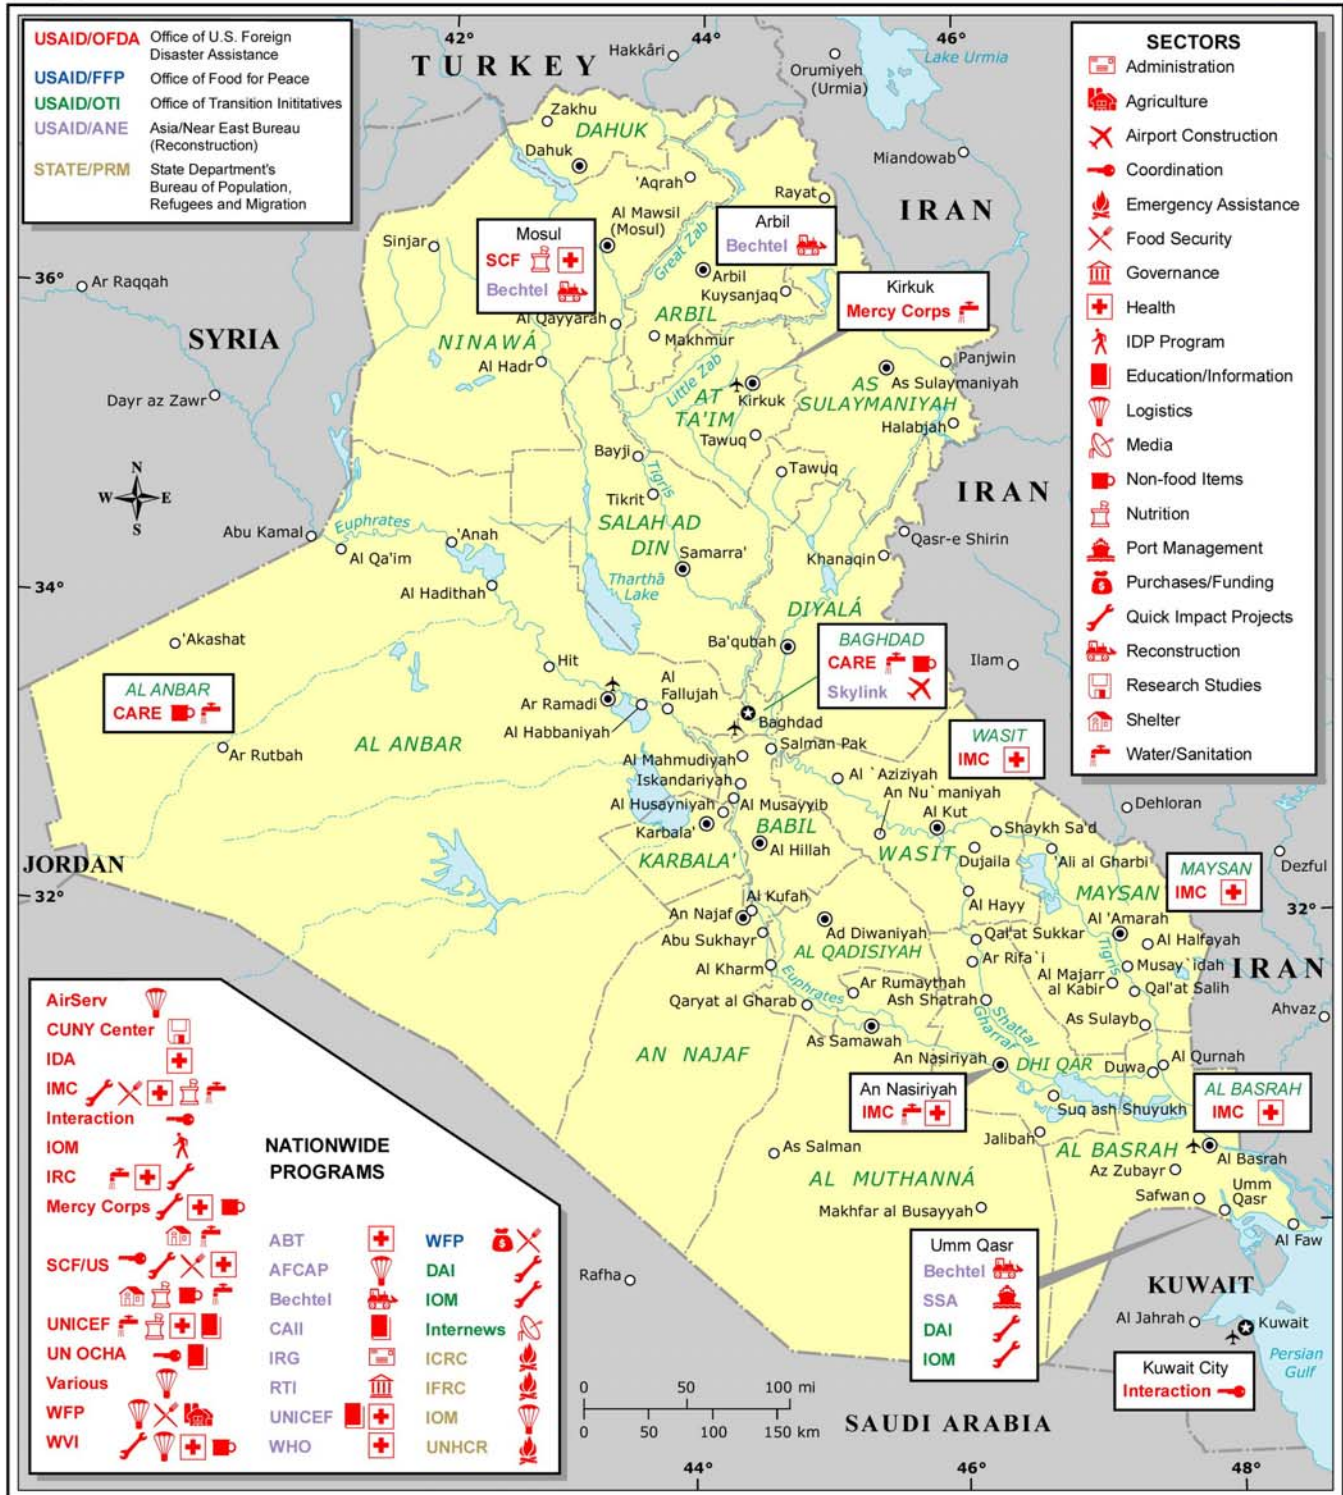 USAID/OFDA Office of U.S. Foreign
Disaster Assistance
USAID/FFP Office of Food for Peace
USAID/OTI Office of Transition Inititatives
USAID/ANE Asia/Near East Bureau
(Reconstruction)
STATE/PRM State Department's
Bureau of Population,
Refugees and Migration
42°
44°
46°
TURKEY
Hakkâri
Orumiyeh
(Urmia)
Lake Urmia
Zakhu
DAHUK
Dahuk
'Aqrah
Miandowab
Rayat
IRAN
Al Mawsil
(Mosul)
Sinjar
Great Zab
Mosul
SCF
Bechtel
Arbil
Bechtel
Arbil
Kuysanjaq
Kirkuk
Mercy Corps
36°
Ar Raqqah
SYRIA
Al Qayyarah
ARBIL
Makhmur
NINAWÁ
Al Hadr
Little Zab
Panjwin
As Sulaymaniyah
AS
SULAYMANIYAH
Kirkuk
AT
TA'IM
Dayr az Zawr
Halabjah
Tawuq
Bayji
Tigris
Tawuq
IRAN
N
W
E
S
Tikrit
SALAH AD
DIN
Abu Kamal
Euphrates
'Anah
Al Qa'im
Samarra'
Khanaqin
Qasr-e Shirin
34°
Al Hadithah
Tharthâ
Lake
DIYALÁ
'Akashat
Ba'qubah
BAGHDAD
CARE
Skylink
Ilam
Hit
AL ANBAR
CARE
Ar Ramadi
Al
Fallujah
Al Habbaniyah
Baghdad
Ar Rutbah
AL ANBAR
Salman Pak
WASIT
IMC
Al Mahmudiyah
Iskandariyah
Al `Aziziyah
An Nu`maniyah
Al Husayniyah
Al Musayyib
Al Kut
Shaykh Sa'd
Dehloran
Karbala'
BABIL
KARBALA'
Al Hillah
WASIT
Dujaila
'Ali al Gharbi
Dezful
JORDAN
32°
MAYSAN
IMC
MAYSAN
Al Kufah
Al Hayy
An Najaf
Ad Diwaniyah
Al 'Amarah
32°
Abu Sukhayr
AL QADISIYAH
Qal'at Sukkar
Al Halfayah
Al Kharm
Ar Rifa`i
Tigris
Musay`idah
IRAN
Euphrates
Ar Rumaythah
Al Majarr
al Kabir
Qal'at Salih
Qaryat al Gharab
Ash Shatrah
Shattal
Gharraf
Ahvaz
As Samawah
As Sulayb
AN NAJAF
An Nasiriyah
DHI QAR
Duwa
Al Qurnah
An Nasiriyah
IMC
Suq ash Shuyukh
AL BASRAH
IMC
As Salman
Jalibah
AL BASRAH
Al Basrah
AL MUTHANNÁ
Az Zubayr
Umm
Qasr
Safwan
Makhfar al Busayyah
Al Faw
Umm Qasr
Bechtel
SSA
DAI
IOM
Rafha
KUWAIT
Al Jahrah
Kuwait
Persian
Gulf
Kuwait City
Interaction
0 50 100 mi
0 50 100 150 km
SAUDI ARABIA
44°
46°
48°
SECTORS
Administration
Agriculture
Airport Construction
Coordination
Emergency Assistance
Food Security
Governance
Health
IDP Program
Education/Information
Logistics
Media
Non-food Items
Nutrition
Port Management
Purchases/Funding
Quick Impact Projects
Reconstruction
Research Studies
Shelter
Water/Sanitation
AirServ
CUNY Center
IDA
IMC
Interaction
IOM
IRC
Mercy Corps
SCF/US
UNICEF
UN OCHA
Various
WFP
WVI
NATIONWIDE
PROGRAMS
ABT
AFCAP
Bechtel
CAII
IRG
RTI
UNICEF
WHO
WFP
DAI
IOM
Internews
ICRC
IFRC
IOM
UNHCR